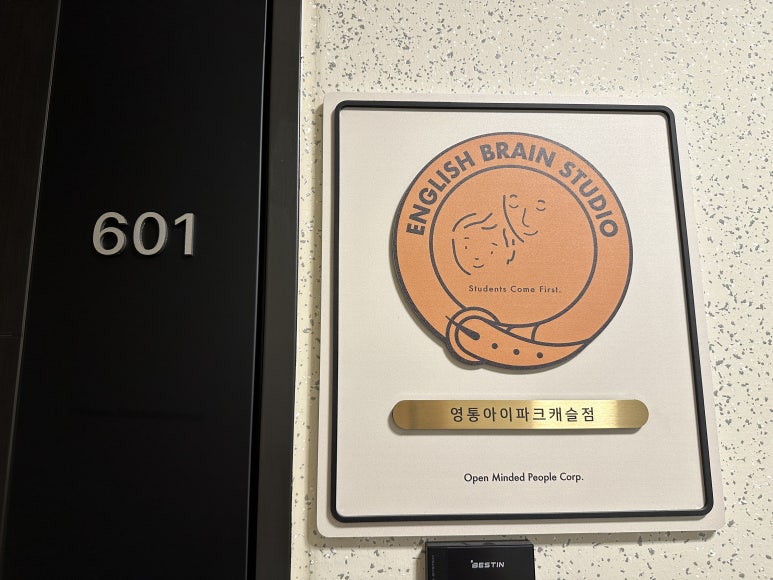 601
ENGLISH BRAIN STUDIO
Students Come First.
영통아이파크캐슬점
Open Minded People Corp.
BESTIN